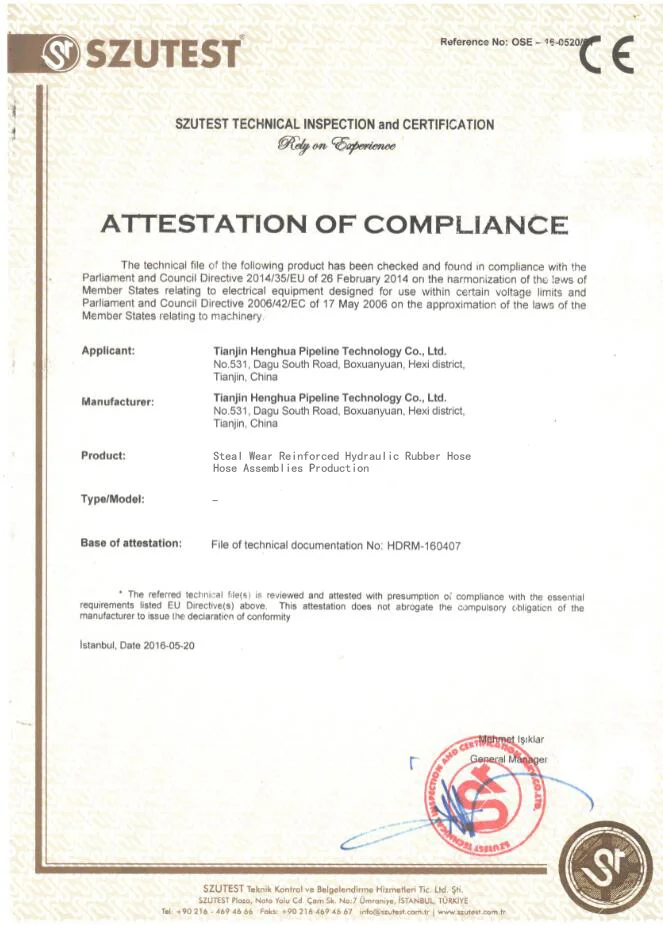 SZUTEST
Reference No: OSE – 16-0520/
CE
SZUTEST TECHNICAL INSPECTION and CERTIFICATION
Rely on Experience
ATTESTATION OF COMPLIANCE
The technical file of the following product has been checked and found in compliance with the
Parliament and Council Directive 2014/35/EU of 26 February 2014 on the harmonization of the laws of
Member States relating to electrical equipment designed for use within certain voltage limits and
Parliament and Council Directive 2006/42/EC of 17 May 2006 on the approximation of the laws of the
Member States relating to machinery.
Applicant: Tianjin Henghua Pipeline Technology Co., Ltd.
No.531, Dagu South Road, Boxuanyuan, Hexi district,
Tianjin, China
Manufacturer: Tianjin Henghua Pipeline Technology Co., Ltd.
No.531, Dagu South Road, Boxuanyuan, Hexi district,
Tianjin, China
Product: Steal Wear Reinforced Hydraulic Rubber Hose
Hose Assemblies Production
Type/Model: –
Base of attestation: File of technical documentation No: HDRM-160407
* The referred technical file(s) is reviewed and attested with presumption of compliance with the essential
requirements listed EU Directive(s) above. This attestation does not abrogate the compulsory obligation of the
manufacturer to issue the declaration of conformity
İstanbul, Date 2016-05-20
Mehmet Işıklar
General Manager
SZUTEST TECHNICAL INSPECTION AND CERTIFICATION CO.LTD.
SZUTEST Teknik Kontrol ve Belgelendirme Hizmetleri Tic. Ltd. Şti.
SZUTEST Plaza, Nato Yolu Cd. Çam Sk. No:7 Ümraniye, İSTANBUL, TÜRKİYE
Tel: +90 216 - 469 46 66 Faks: +90 216 469 46 67 info@szutest.com.tr | www.szutest.com.tr